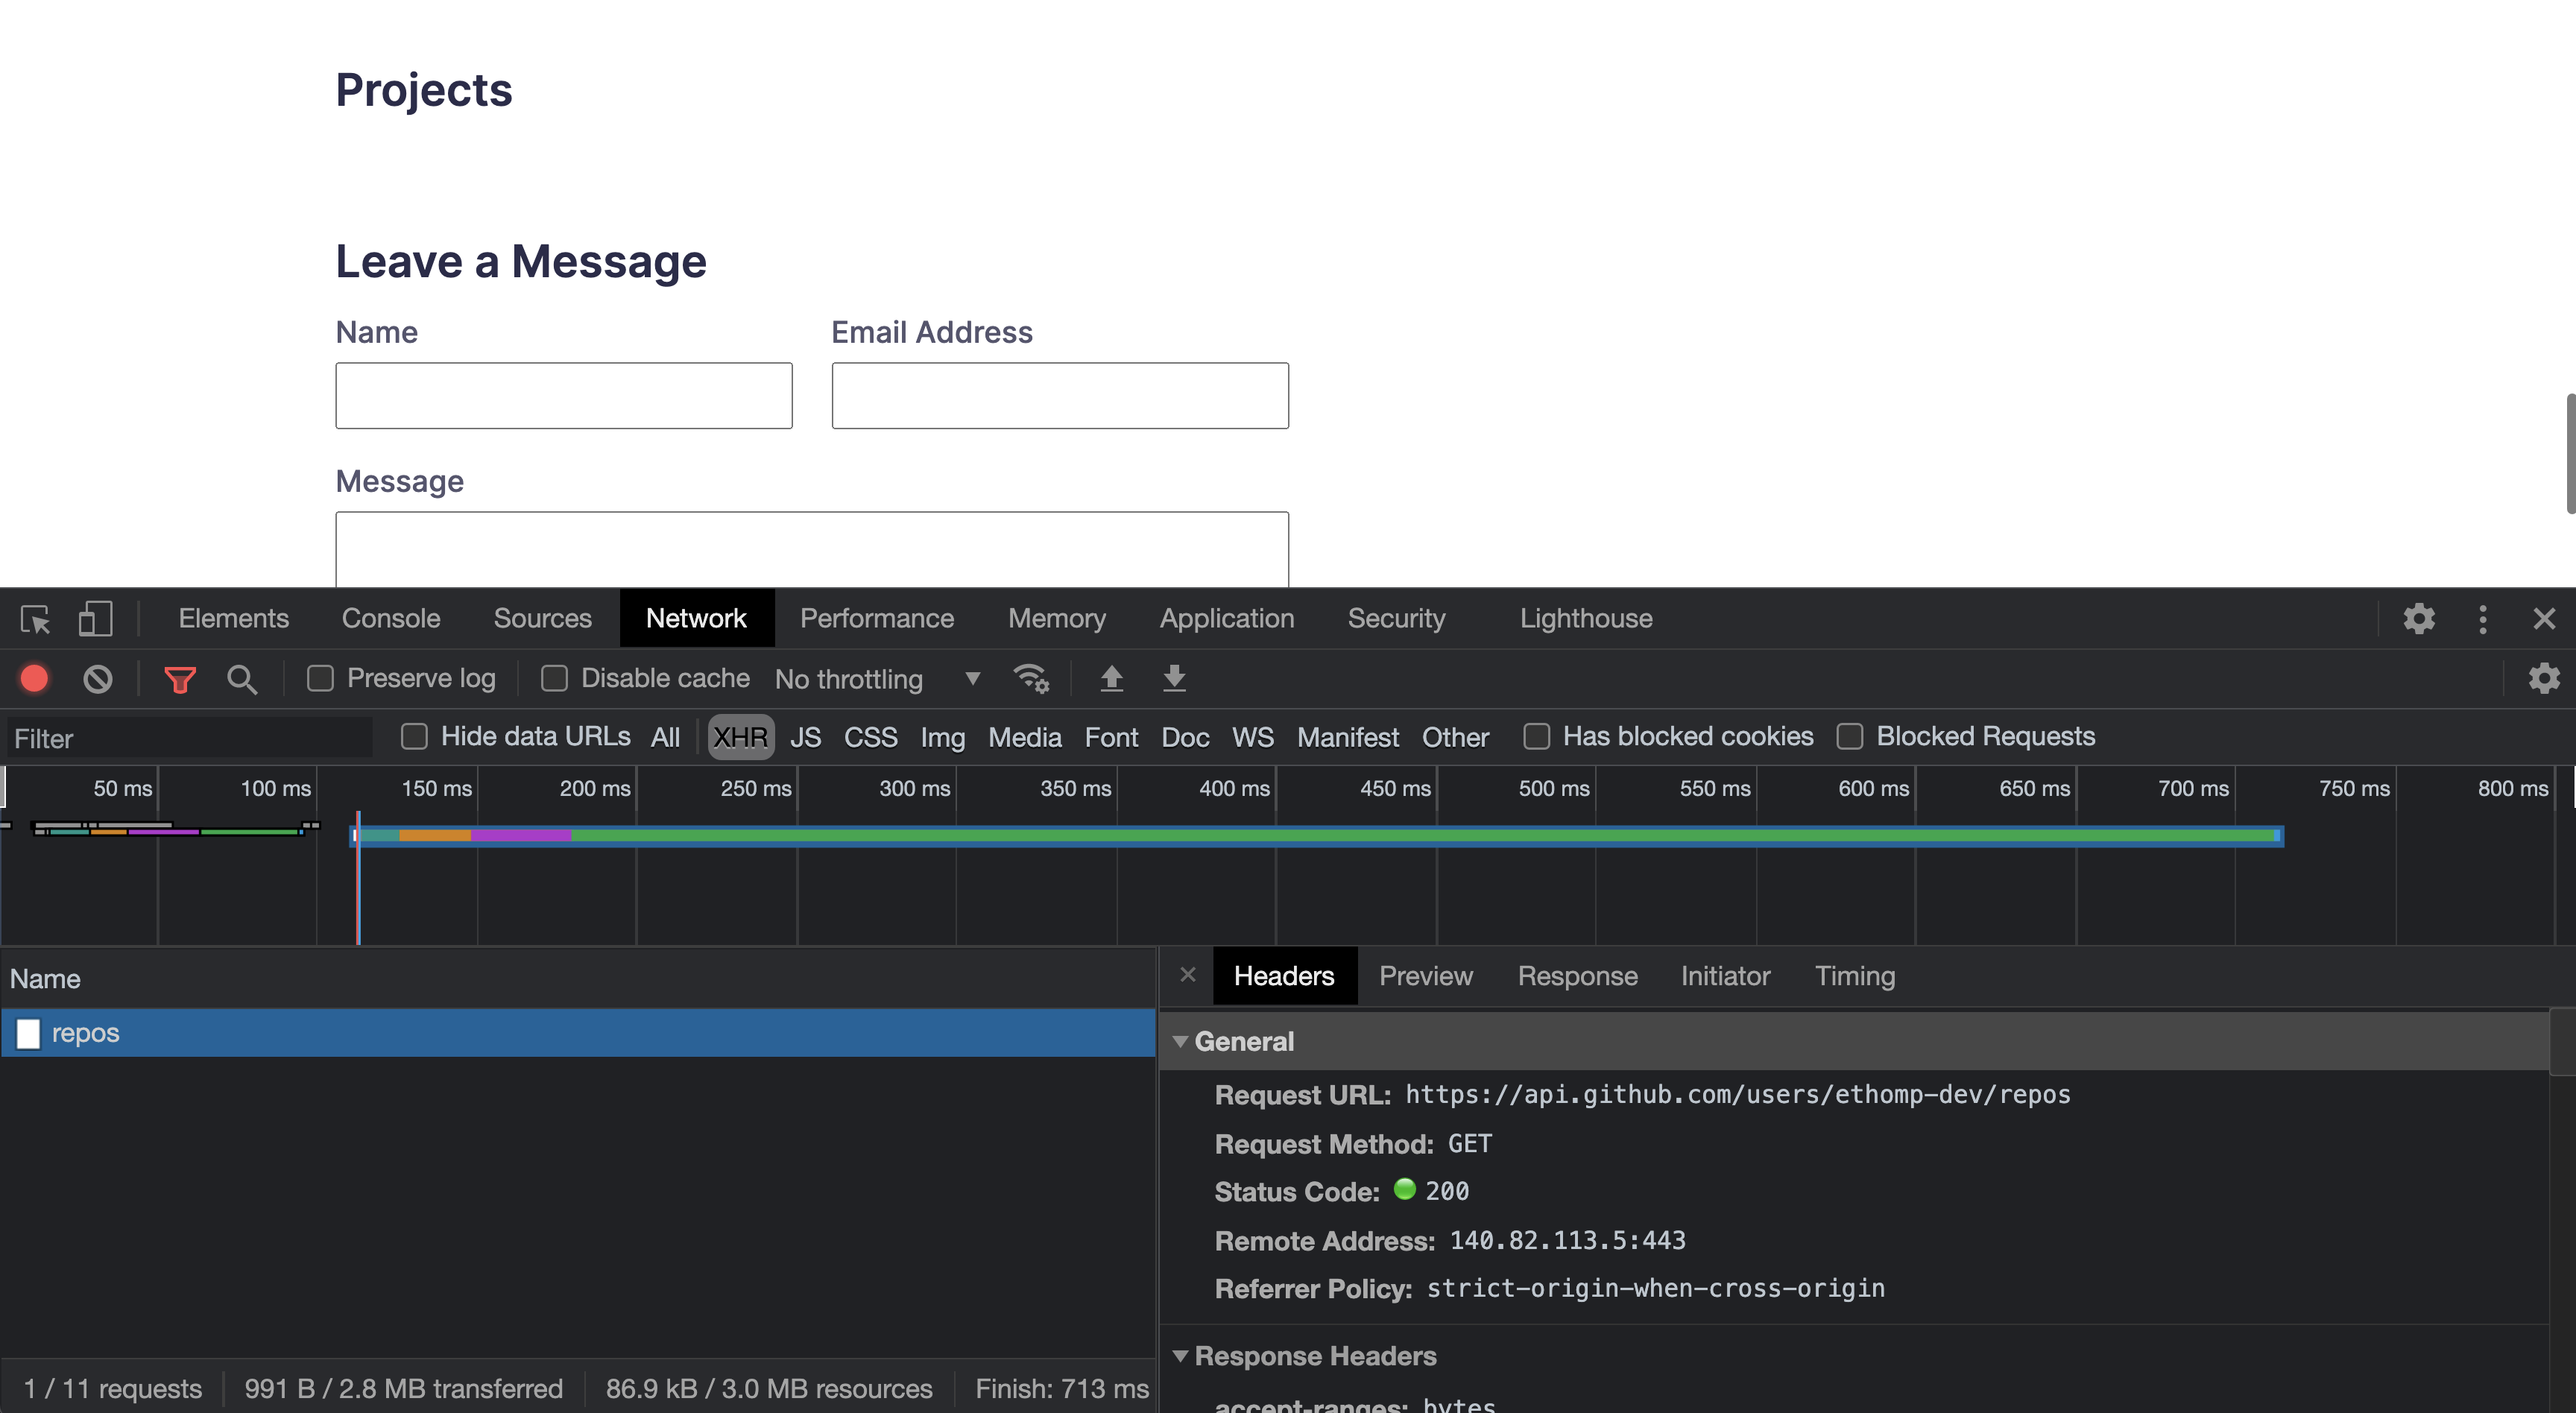 Projects
Leave a Message
Name Email Address
Message
Elements Console Sources Network Performance Memory Application Security Lighthouse
Preserve log Disable cache No throttling
Filter Hide data URLs All XHR JS CSS Img Media Font Doc WS Manifest Other Has blocked cookies Blocked Requests
50 ms 100 ms 150 ms 200 ms 250 ms 300 ms 350 ms 400 ms 450 ms 500 ms 550 ms 600 ms 650 ms 700 ms 750 ms 800 ms
Name
repos
1 / 11 requests 991 B / 2.8 MB transferred 86.9 kB / 3.0 MB resources Finish: 713 ms
Headers Preview Response Initiator Timing
General
Request URL: https://api.github.com/users/ethomp-dev/repos
Request Method: GET
Status Code: 200
Remote Address: 140.82.113.5:443
Referrer Policy: strict-origin-when-cross-origin
Response Headers
accept-ranges: bytes